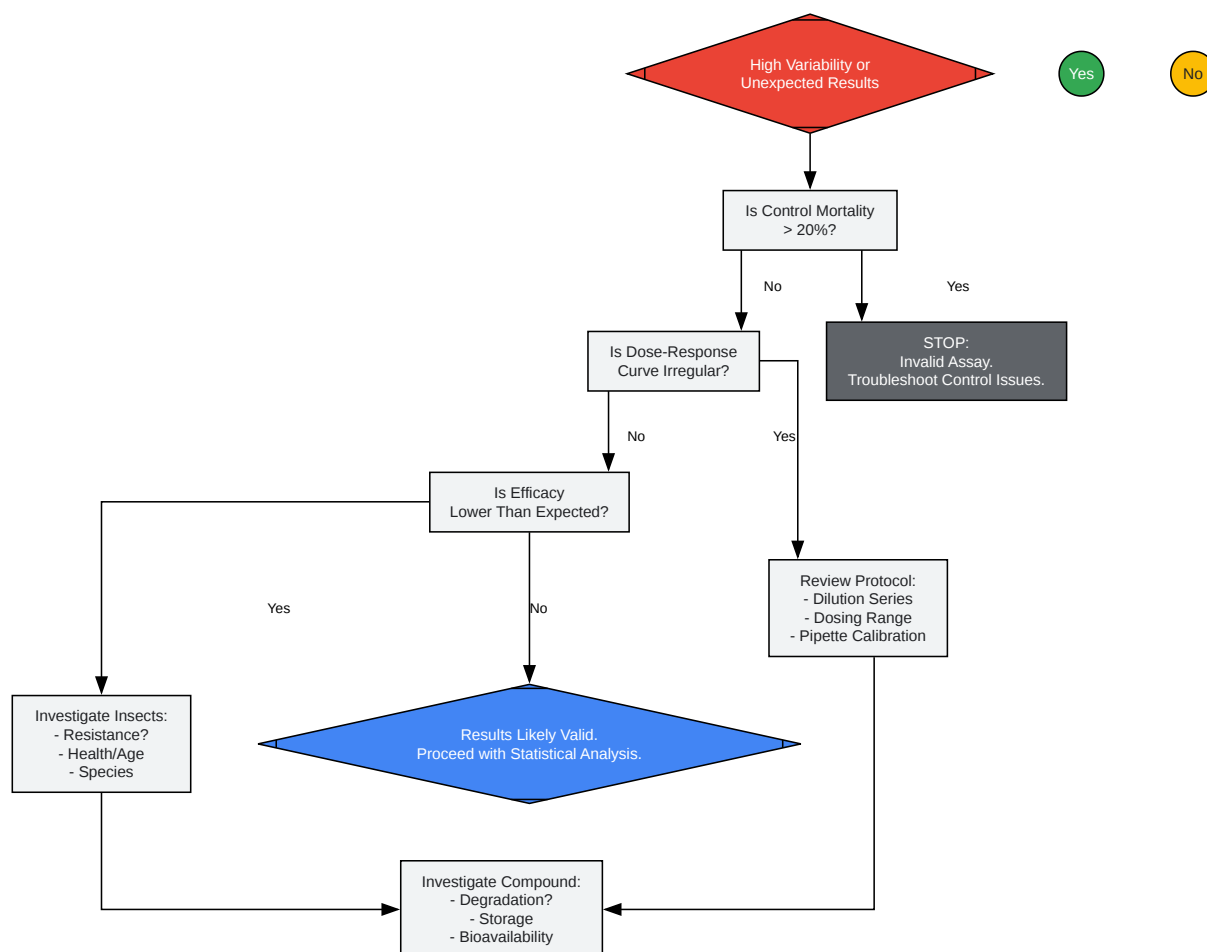 High Variability or
Unexpected Results
Yes
No
Is Control Mortality
> 20%?
No
Yes
Is Dose-Response
Curve Irregular?
STOP:
Invalid Assay.
Troubleshoot Control Issues.
No
Yes
Is Efficacy
Lower Than Expected?
Review Protocol:
- Dilution Series
- Dosing Range
- Pipette Calibration
Yes
No
Investigate Insects:
- Resistance?
- Health/Age
- Species
Results Likely Valid.
Proceed with Statistical Analysis.
Investigate Compound:
- Degradation?
- Storage
- Bioavailability